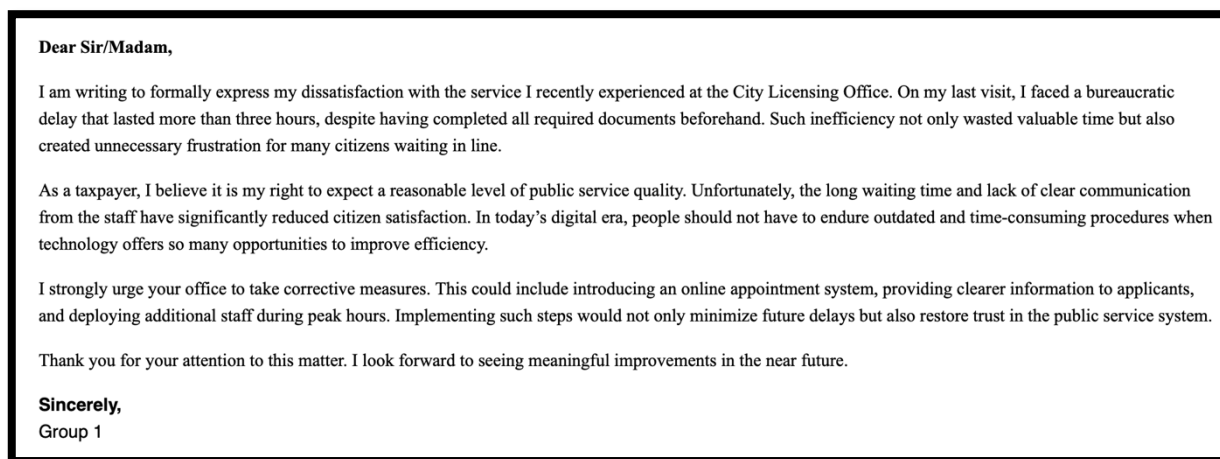 Dear Sir/Madam,
I am writing to formally express my dissatisfaction with the service I recently experienced at the City Licensing Office. On my last visit, I faced a bureaucratic
delay that lasted more than three hours, despite having completed all required documents beforehand. Such inefficiency not only wasted valuable time but also
created unnecessary frustration for many citizens waiting in line.
As a taxpayer, I believe it is my right to expect a reasonable level of public service quality. Unfortunately, the long waiting time and lack of clear communication
from the staff have significantly reduced citizen satisfaction. In today’s digital era, people should not have to endure outdated and time-consuming procedures when
technology offers so many opportunities to improve efficiency.
I strongly urge your office to take corrective measures. This could include introducing an online appointment system, providing clearer information to applicants,
and deploying additional staff during peak hours. Implementing such steps would not only minimize future delays but also restore trust in the public service system.
Thank you for your attention to this matter. I look forward to seeing meaningful improvements in the near future.
Sincerely,
Group 1